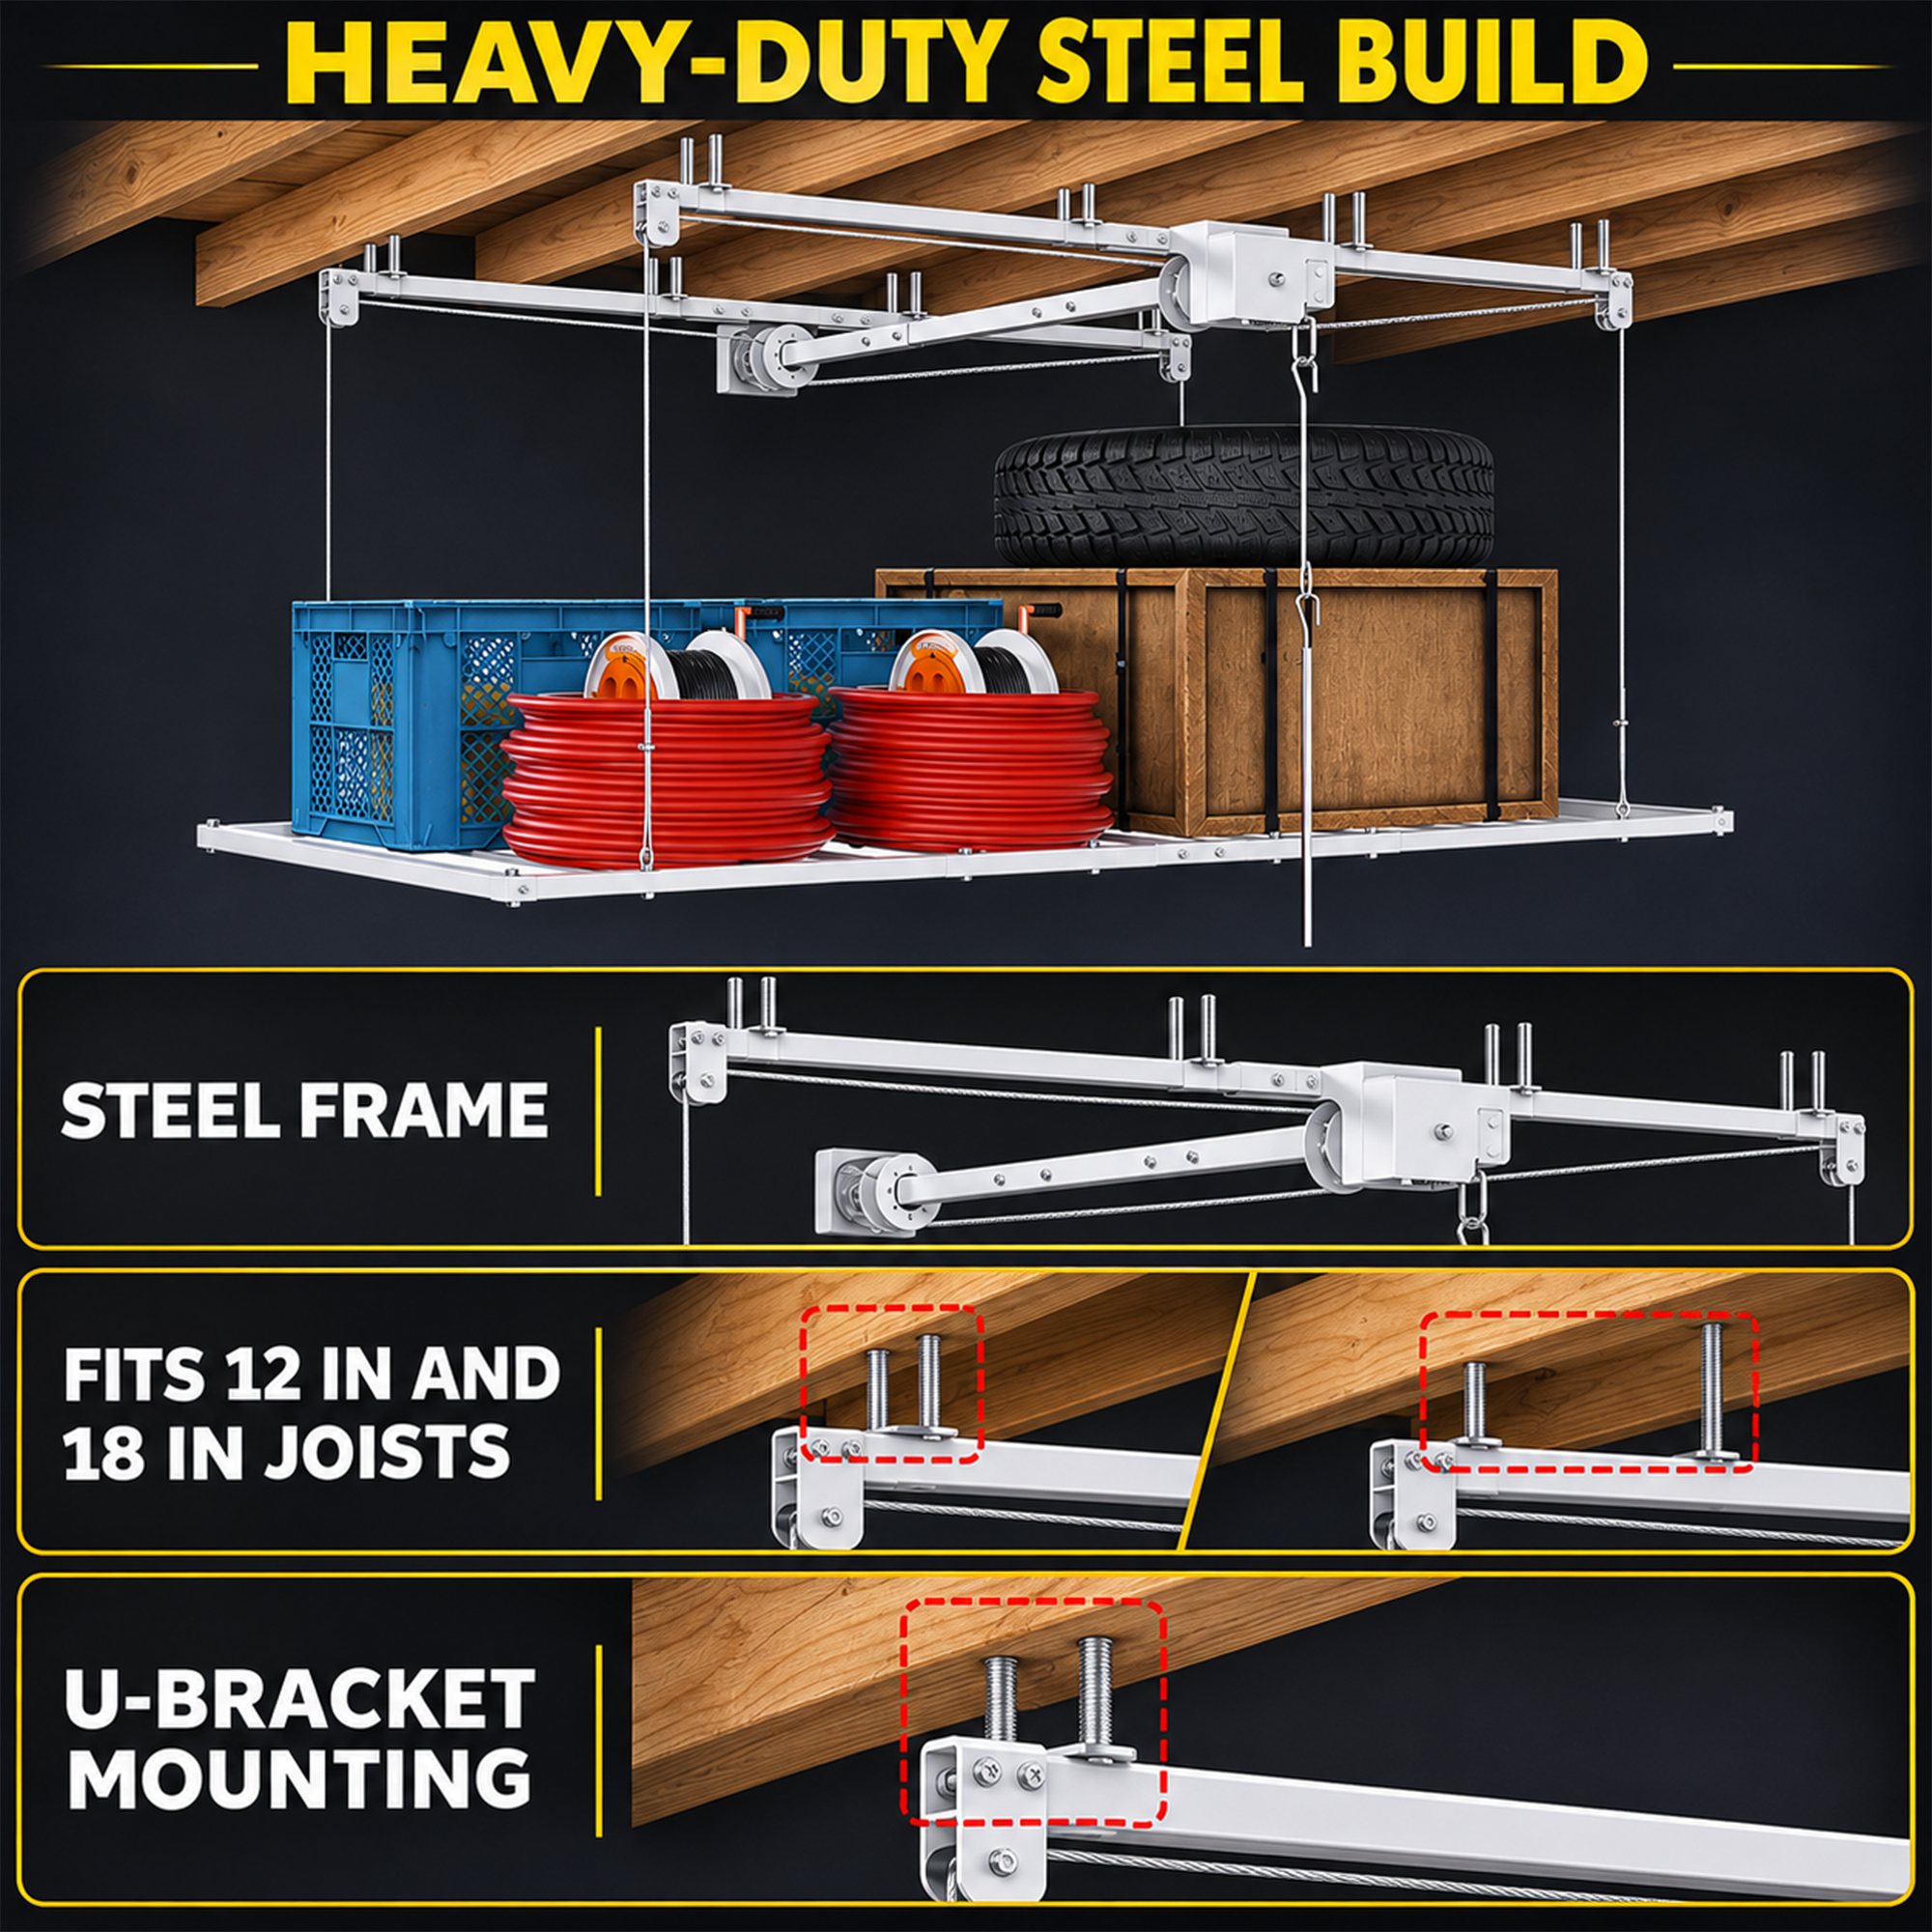 HEAVY-DUTY STEEL BUILD
STEEL FRAME
FITS 12 IN AND
18 IN JOISTS
U-BRACKET
MOUNTING